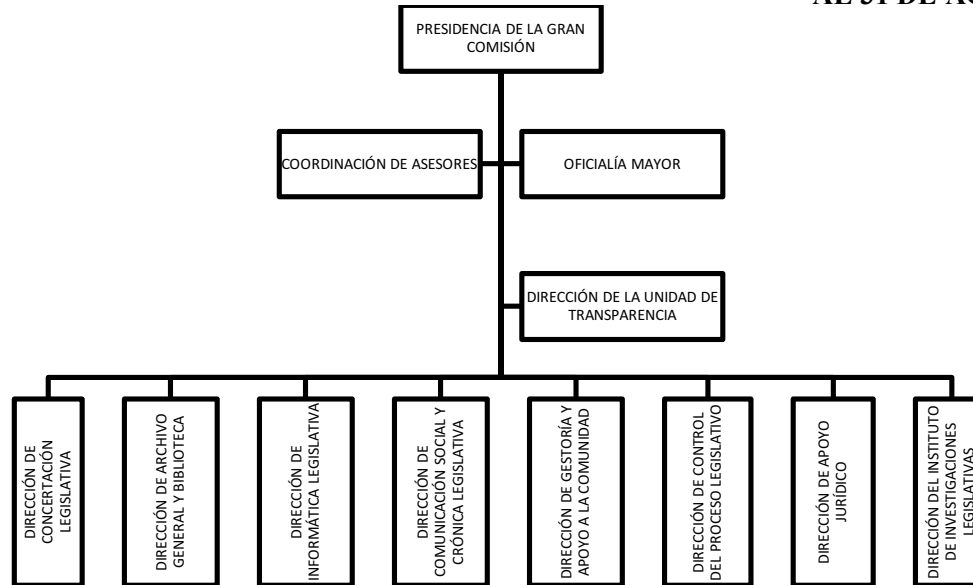 AL 31 DE
PRESIDENCIA DE LA GRAN
COMISIÓN
COORDINACIÓN DE ASESORES
OFICIALÍA MAYOR
DIRECCIÓN DE LA UNIDAD DE
TRANSPARENCIA
DIRECCIÓN DE
CONCERTACIÓN
LEGISLATIVA
DIRECCIÓN DE ARCHIVO
GENERAL Y BIBLIOTECA
DIRECCIÓN DE
INFORMÁTICA LEGISLATIVA
DIRECCIÓN DE
COMUNICACIÓN SOCIAL Y
CRÓNICA LEGISLATIVA
DIRECCIÓN DE GESTORÍA Y
APOYO A LA COMUNIDAD
DIRECCIÓN DE CONTROL
DEL PROCESO LEGISLATIVO
DIRECCIÓN DE APOYO
JURÍDICO
DIRECCIÓN DEL INSTITUTO
DE INVESTIGACIONES
LEGISLATIVAS